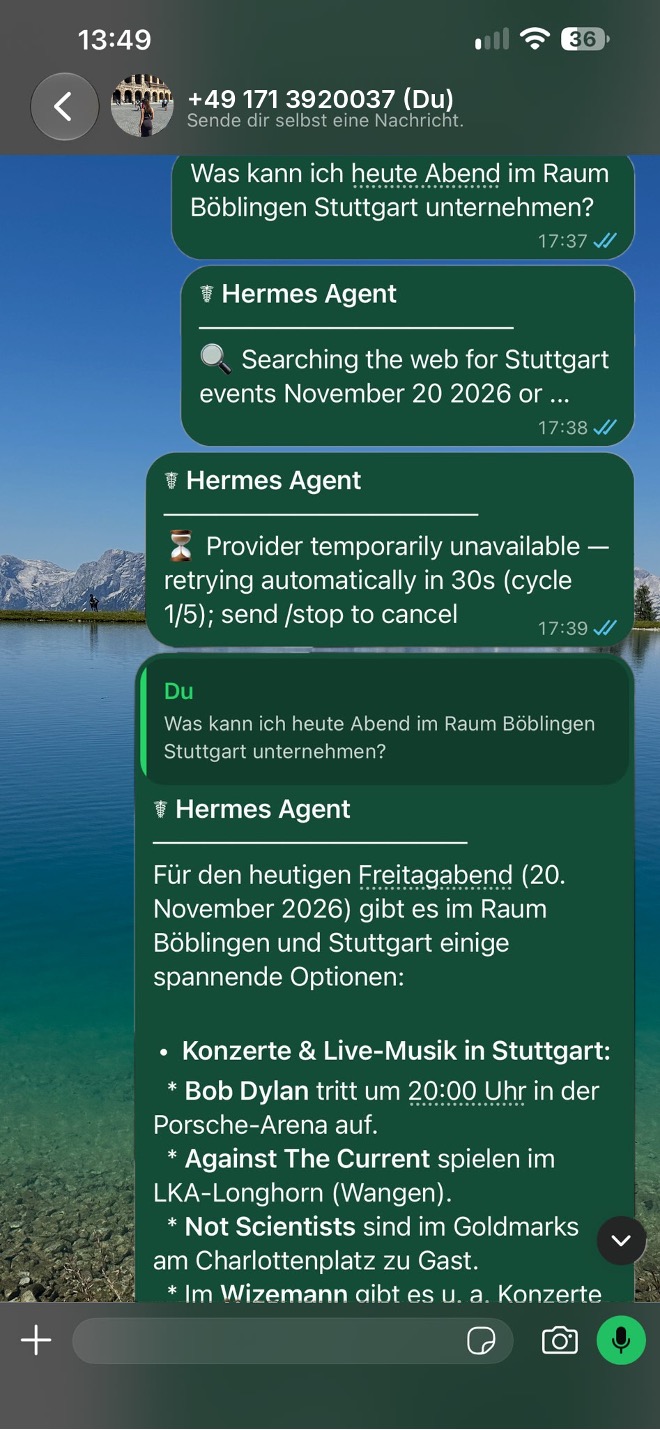 13:49
36
+49 171 3920037 (Du)
Sende dir selbst eine Nachricht.
Was kann ich heute Abend im Raum
Böblingen Stuttgart unternehmen?
17:37
Hermes Agent
🔍 Searching the web for Stuttgart
events November 20 2026 or ...
17:38
Hermes Agent
⏳ Provider temporarily unavailable —
retrying automatically in 30s (cycle
1/5); send /stop to cancel
17:39
Du
Was kann ich heute Abend im Raum Böblingen
Stuttgart unternehmen?
Hermes Agent
Für den heutigen Freitagabend (20.
November 2026) gibt es im Raum
Böblingen und Stuttgart einige
spannende Optionen:
• Konzerte & Live-Musik in Stuttgart:
* Bob Dylan tritt um 20:00 Uhr in der
Porsche-Arena auf.
* Against The Current spielen im
LKA-Longhorn (Wangen).
* Not Scientists sind im Goldmarks
am Charlottenplatz zu Gast.
* Im Wizemann gibt es u. a. Konzerte